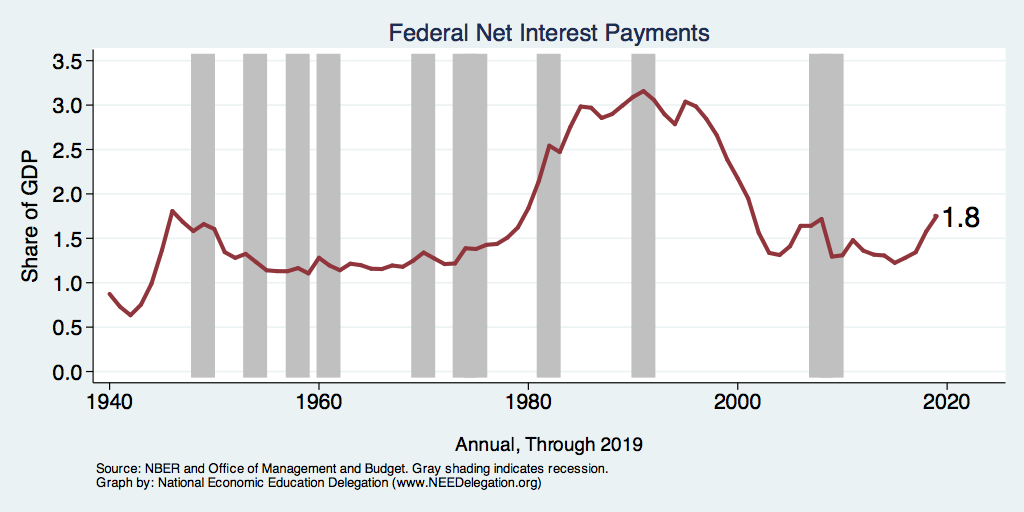 Federal Net Interest Payments
Share of GDP
3.5
3.0
2.5
2.0
1.5
1.0
0.5
0.0
1.8
1940 1960 1980 2000 2020
Annual, Through 2019
Source: NBER and Office of Management and Budget. Gray shading indicates recession.
Graph by: National Economic Education Delegation (www.NEEDelegation.org)